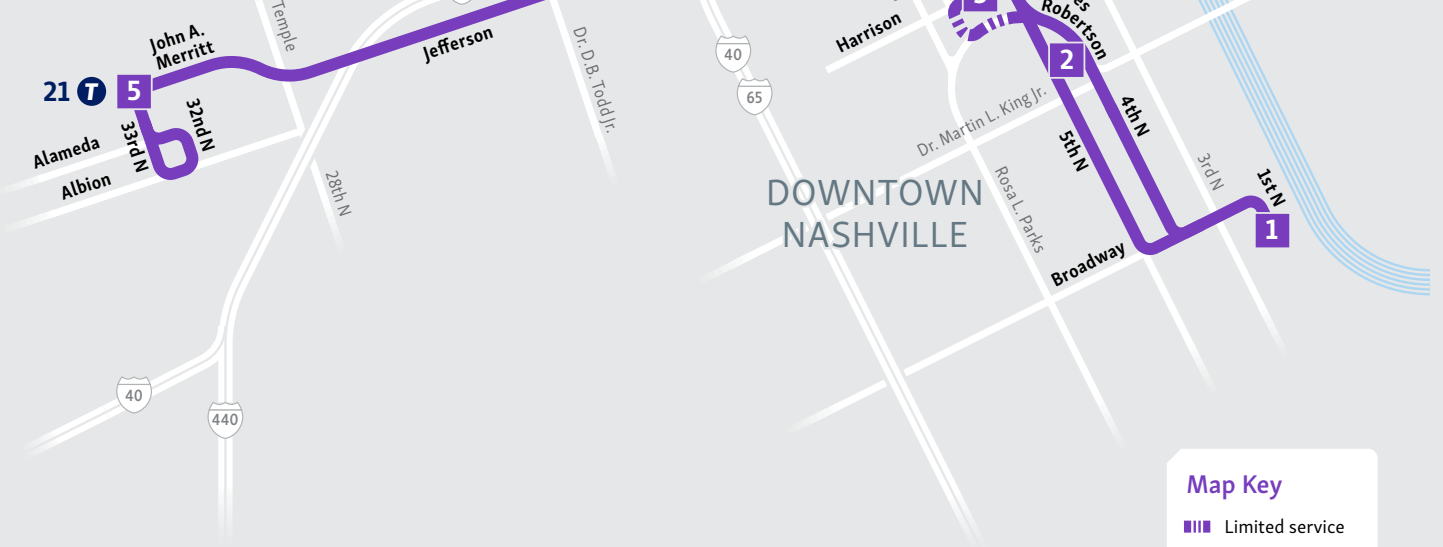 Temple
John A.
Merritt
Jefferson
Dr. D.B. Todd Jr.
21 T
5
33rd N
32nd N
Alameda
Albion
28th N
40
440
40
65
Harrison
3
Robertson
2
Dr. Martin L. King Jr.
4th N
5th N
3rd N
1st N
1
Rosa L. Parks
Broadway
DOWNTOWN
NASHVILLE
Map Key
Limited service